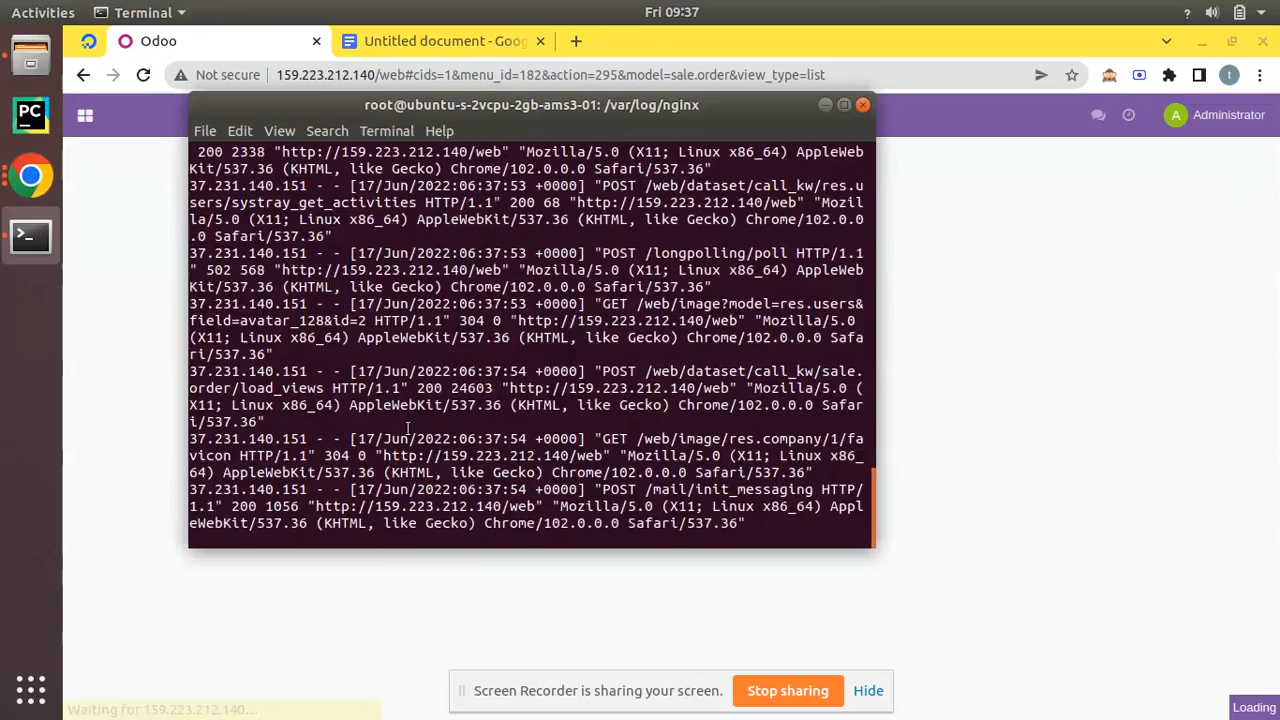 Activities Terminal Fri 09:37
Odoo Untitled document - Goog
Not secure 159.223.212.140/web#cids=1&menu_id=182&action=295&model=sale.order&view_type=list
root@ubuntu-s-2vcpu-2gb-ams3-01: /var/log/nginx
Administrator
File Edit View Search Terminal Help
200 2338 "http://159.223.212.140/web" "Mozilla/5.0 (X11; Linux x86_64) AppleWeb
Kit/537.36 (KHTML, like Gecko) Chrome/102.0.0.0 Safari/537.36"
37.231.140.151 - - [17/Jun/2022:06:37:53 +0000] "POST /web/dataset/call_kw/res.u
sers/systray_get_activities HTTP/1.1" 200 68 "http://159.223.212.140/web" "Mozil
la/5.0 (X11; Linux x86_64) AppleWebKit/537.36 (KHTML, like Gecko) Chrome/102.0.0
.0 Safari/537.36"
37.231.140.151 - - [17/Jun/2022:06:37:53 +0000] "POST /longpolling/poll HTTP/1.1
" 502 568 "http://159.223.212.140/web" "Mozilla/5.0 (X11; Linux x86_64) AppleWeb
Kit/537.36 (KHTML, like Gecko) Chrome/102.0.0.0 Safari/537.36"
37.231.140.151 - - [17/Jun/2022:06:37:53 +0000] "GET /web/image?model=res.users&
field=avatar_128&id=2 HTTP/1.1" 304 0 "http://159.223.212.140/web" "Mozilla/5.0
(X11; Linux x86_64) AppleWebKit/537.36 (KHTML, like Gecko) Chrome/102.0.0.0 Safa
ri/537.36"
37.231.140.151 - - [17/Jun/2022:06:37:54 +0000] "POST /web/dataset/call_kw/sale.
order/load_views HTTP/1.1" 200 24603 "http://159.223.212.140/web" "Mozilla/5.0 (
X11; Linux x86_64) AppleWebKit/537.36 (KHTML, like Gecko) Chrome/102.0.0.0 Safar
i/537.36"
37.231.140.151 - - [17/Jun/2022:06:37:54 +0000] "GET /web/image/res.company/1/fa
vicon HTTP/1.1" 304 0 "http://159.223.212.140/web" "Mozilla/5.0 (X11; Linux x86_
64) AppleWebKit/537.36 (KHTML, like Gecko) Chrome/102.0.0.0 Safari/537.36"
37.231.140.151 - - [17/Jun/2022:06:37:54 +0000] "POST /mail/init_messaging HTTP/
1.1" 200 1056 "http://159.223.212.140/web" "Mozilla/5.0 (X11; Linux x86_64) Appl
eWebKit/537.36 (KHTML, like Gecko) Chrome/102.0.0.0 Safari/537.36"
Screen Recorder is sharing your screen. Stop sharing Hide
Waiting for 159.223.212.140... Loading
PC
t
A